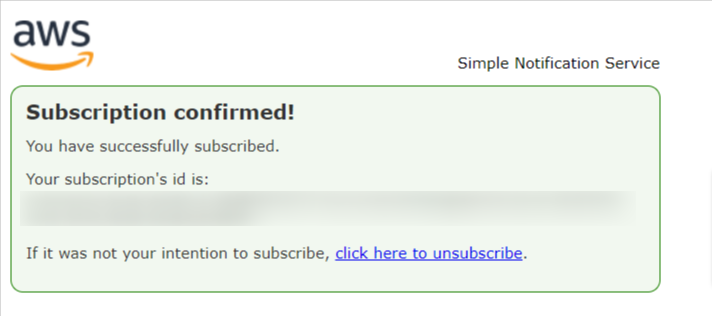 aws
Simple Notification Service
Subscription confirmed!
You have successfully subscribed.
Your subscription's id is:
If it was not your intention to subscribe, click here to unsubscribe.